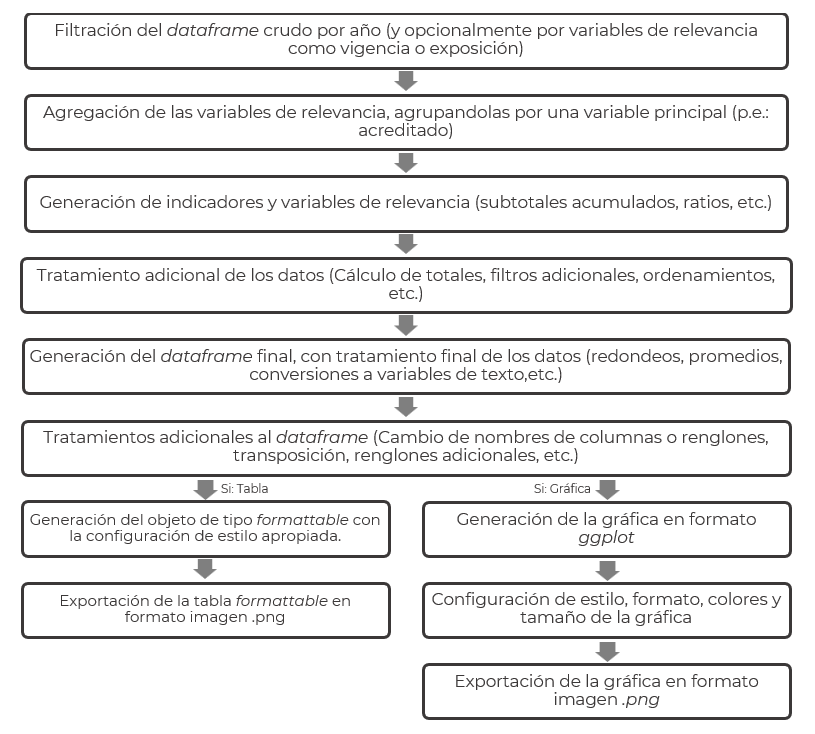 Filtración del dataframe crudo por año (y opcionalmente por variables de relevancia
como vigencia o exposición)
Agregación de las variables de relevancia, agrupandolas por una variable principal (p.e.:
acreditado)
Generación de indicadores y variables de relevancia (subtotales acumulados, ratios, etc.)
Tratamiento adicional de los datos (Cálculo de totales, filtros adicionales, ordenamientos,
etc.)
Generación del dataframe final, con tratamiento final de los datos (redondeos, promedios,
conversiones a variables de texto,etc.)
Tratamientos adicionales al dataframe (Cambio de nombres de columnas o renglones,
transposición, renglones adicionales, etc.)
Si: Tabla
Generación del objeto de tipo formattable con
la configuración de estilo apropiada.
Exportación de la tabla formattable en
formato imagen .png
Si: Gráfica
Generación de la gráfica en formato
ggplot
Configuración de estilo, formato, colores y
tamaño de la gráfica
Exportación de la gráfica en formato
imagen .png